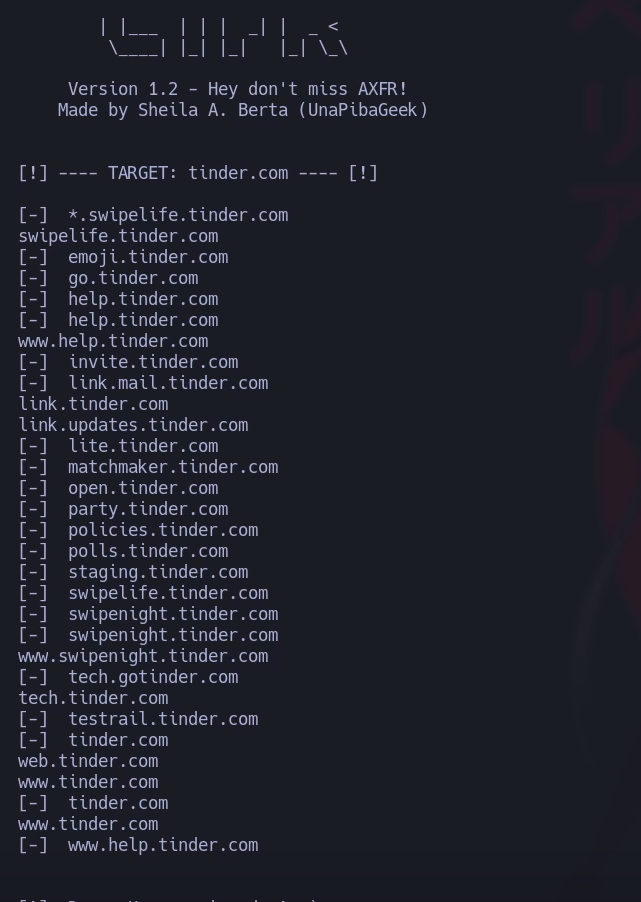 | |___  | | |  _| |  _ <
\____| |_| |_|   |_| \_\
Version 1.2 - Hey don't miss AXFR!
Made by Sheila A. Berta (UnaPibaGeek)
[!] ---- TARGET: tinder.com ---- [!]
[-]  *.swipelife.tinder.com
swipelife.tinder.com
[-]  emoji.tinder.com
[-]  go.tinder.com
[-]  help.tinder.com
[-]  help.tinder.com
www.help.tinder.com
[-]  invite.tinder.com
[-]  link.mail.tinder.com
link.tinder.com
link.updates.tinder.com
[-]  lite.tinder.com
[-]  matchmaker.tinder.com
[-]  open.tinder.com
[-]  party.tinder.com
[-]  policies.tinder.com
[-]  polls.tinder.com
[-]  staging.tinder.com
[-]  swipelife.tinder.com
[-]  swipenight.tinder.com
[-]  swipenight.tinder.com
www.swipenight.tinder.com
[-]  tech.gotinder.com
tech.tinder.com
[-]  testrail.tinder.com
[-]  tinder.com
web.tinder.com
www.tinder.com
[-]  tinder.com
www.tinder.com
[-]  www.help.tinder.com
リアル